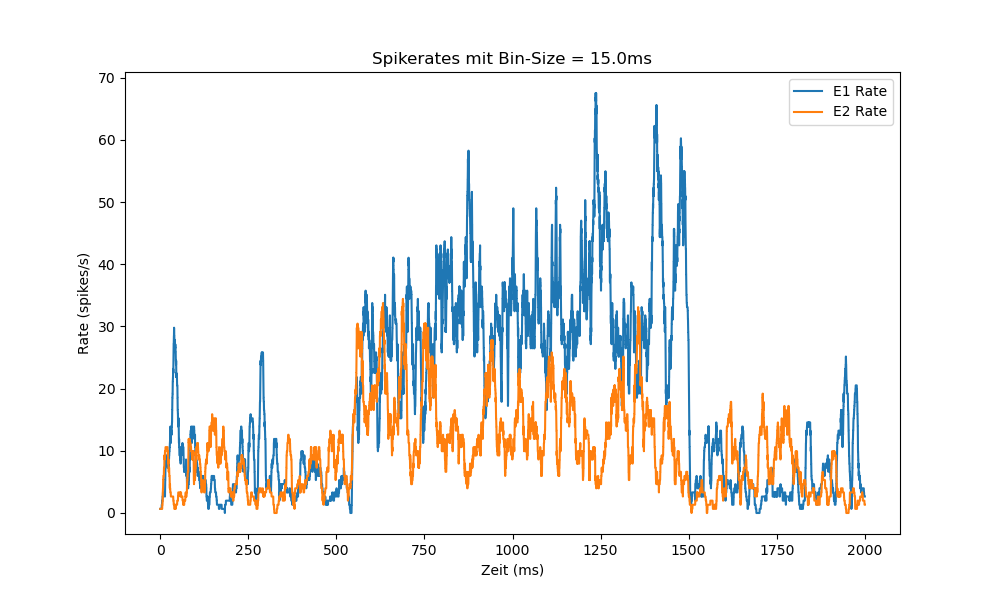 Spikerates mit Bin-Size = 15.0ms
E1 Rate
E2 Rate
70
60
50
40
30
20
10
0
Rate (spikes/s)
0 250 500 750 1000 1250 1500 1750 2000
Zeit (ms)